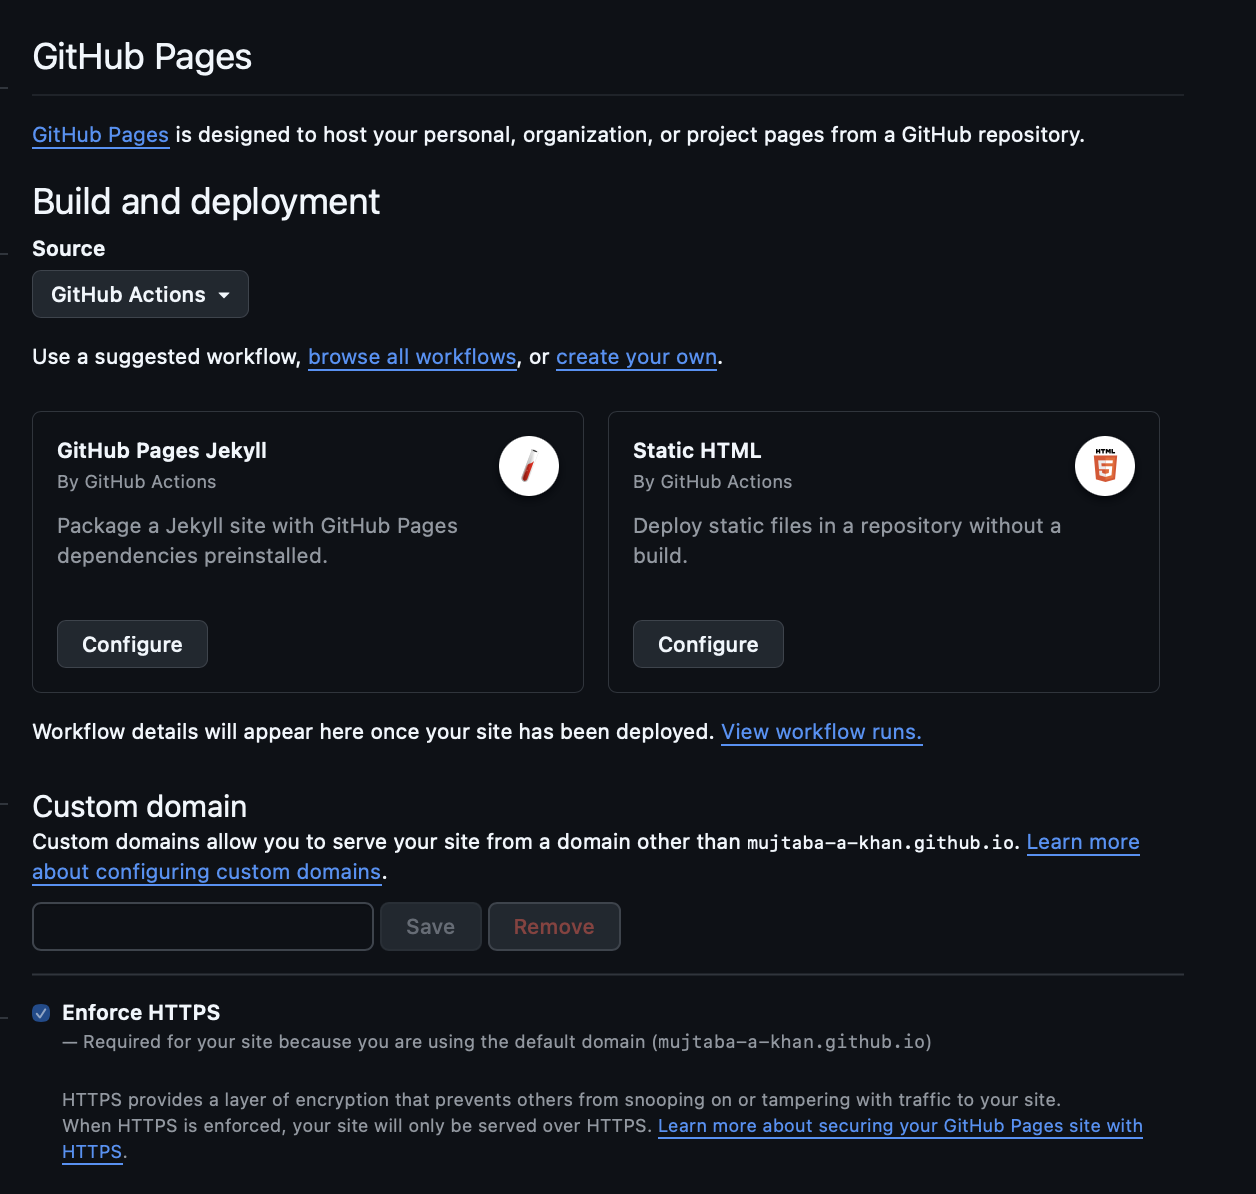 GitHub Pages
GitHub Pages is designed to host your personal, organization, or project pages from a GitHub repository.
Build and deployment
Source
GitHub Actions
Use a suggested workflow, browse all workflows, or create your own.
GitHub Pages Jekyll
By GitHub Actions
Package a Jekyll site with GitHub Pages
dependencies preinstalled.
Configure
Static HTML
By GitHub Actions
HTML
5
Deploy static files in a repository without a
build.
Configure
Workflow details will appear here once your site has been deployed. View workflow runs.
Custom domain
Custom domains allow you to serve your site from a domain other than mujtaba-a-khan.github.io. Learn more
about configuring custom domains.
Save Remove
Enforce HTTPS
— Required for your site because you are using the default domain (mujtaba-a-khan.github.io)
HTTPS provides a layer of encryption that prevents others from snooping on or tampering with traffic to your site.
When HTTPS is enforced, your site will only be served over HTTPS. Learn more about securing your GitHub Pages site with
HTTPS.